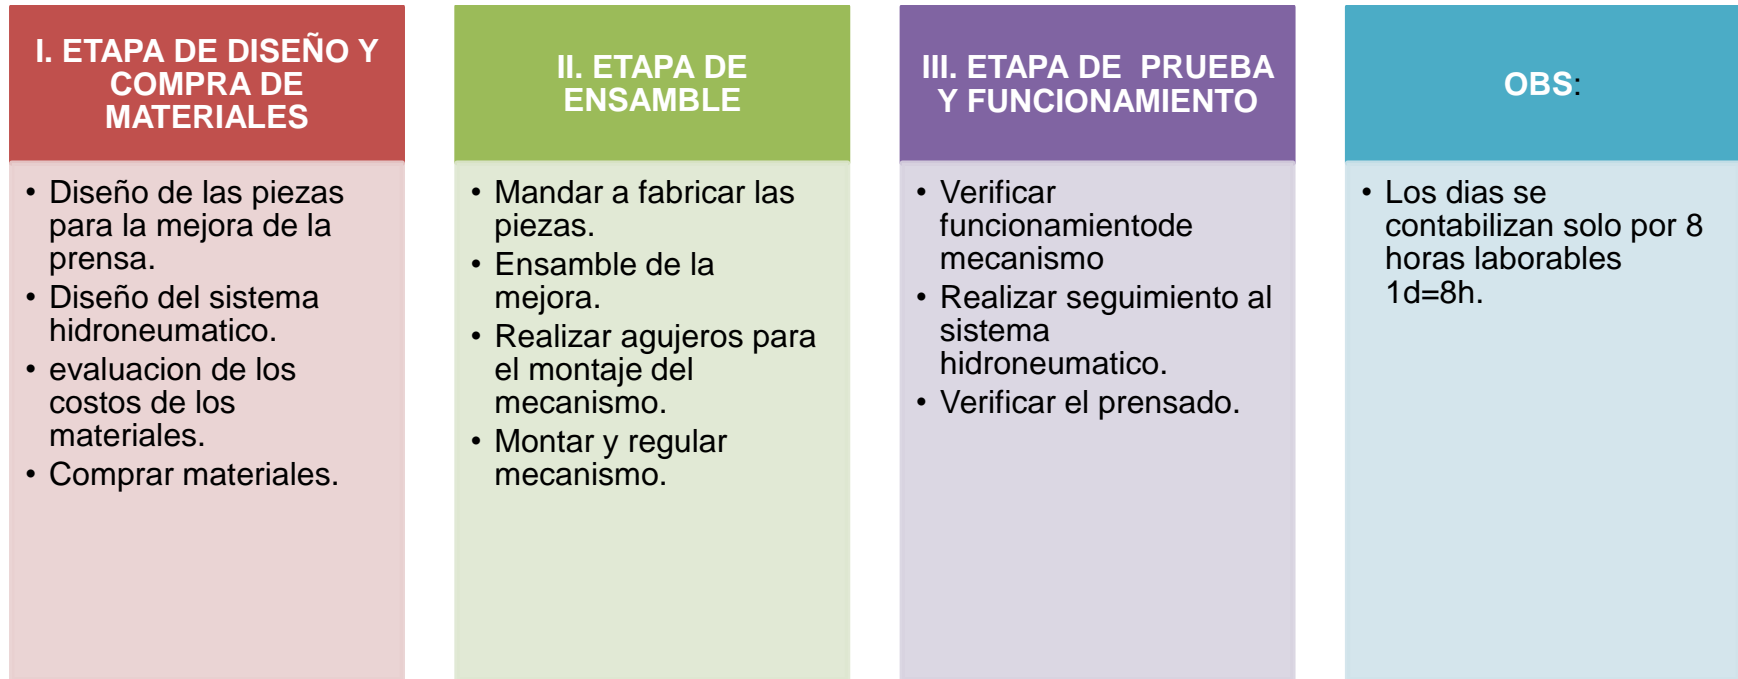 I. ETAPA DE DISEÑO Y
COMPRA DE
MATERIALES
• Diseño de las piezas
para la mejora de la
prensa.
• Diseño del sistema
hidroneumatico.
• evaluacion de los
costos de los
materiales.
• Comprar materiales.
II. ETAPA DE
ENSAMBLE
• Mandar a fabricar las
piezas.
• Ensamble de la
mejora.
• Realizar agujeros para
el montaje del
mecanismo.
• Montar y regular
mecanismo.
III. ETAPA DE PRUEBA
Y FUNCIONAMIENTO
• Verificar
funcionamientode
mecanismo
• Realizar seguimiento al
sistema
hidroneumatico.
• Verificar el prensado.
OBS:
• Los dias se
contabilizan solo por 8
horas laborables
1d=8h.